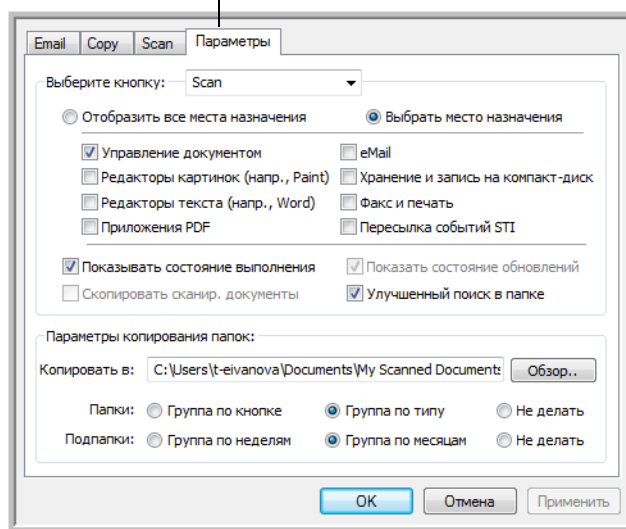 Email Copy Scan Параметры
Выберите кнопку: Scan
Отобразить все места назначения Выбрать место назначения
Управление документом eMail
Редакторы картинок (напр., Paint) Хранение и запись на компакт-диск
Редакторы текста (напр., Word) Факс и печать
Приложения PDF Пересылка событий STI
Показывать состояние выполнения Показать состояние обновлений
Скопировать сканир. документы Улучшенный поиск в папке
Параметры копирования папок:
Копировать в: C:\Users\t-eivanova\Documents\My Scanned Documents Обзор..
Папки: Группа по кнопке Группа по типу Не делать
Подпапки: Группа по неделям Группа по месяцам Не делать
OK Отмена Применить